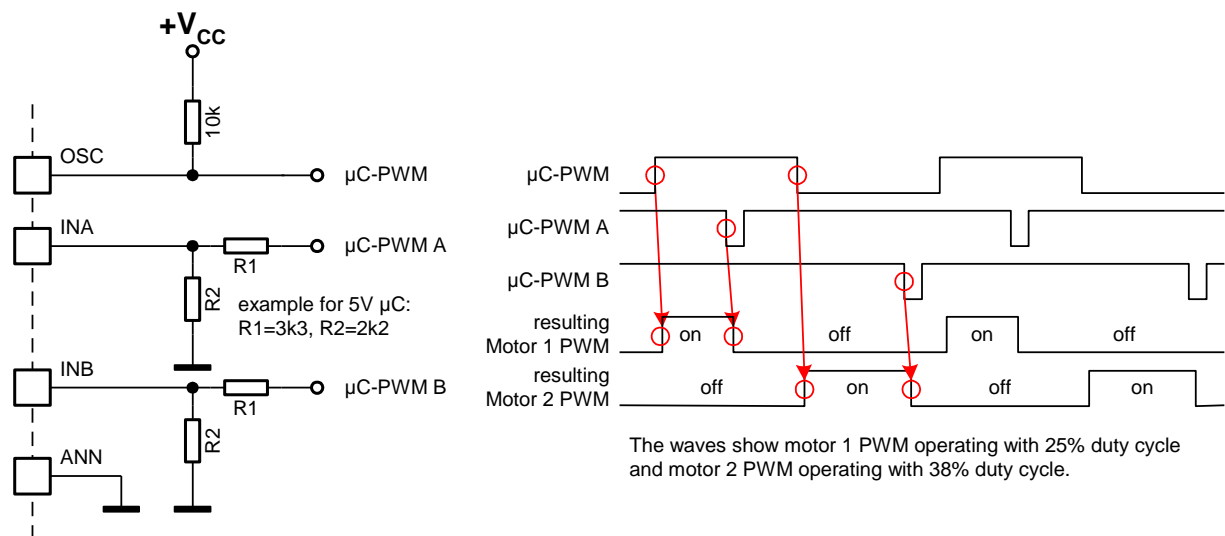 +VCC
10k
OSC
µC-PWM
INA
µC-PWM A
R1
R2
example for 5V µC:
R1=3k3, R2=2k2
INB
µC-PWM B
R1
R2
ANN
µC-PWM
µC-PWM A
µC-PWM B
resulting
Motor 1 PWM
on
off
on
off
resulting
Motor 2 PWM
off
on
off
on
The waves show motor 1 PWM operating with 25% duty cycle
and motor 2 PWM operating with 38% duty cycle.